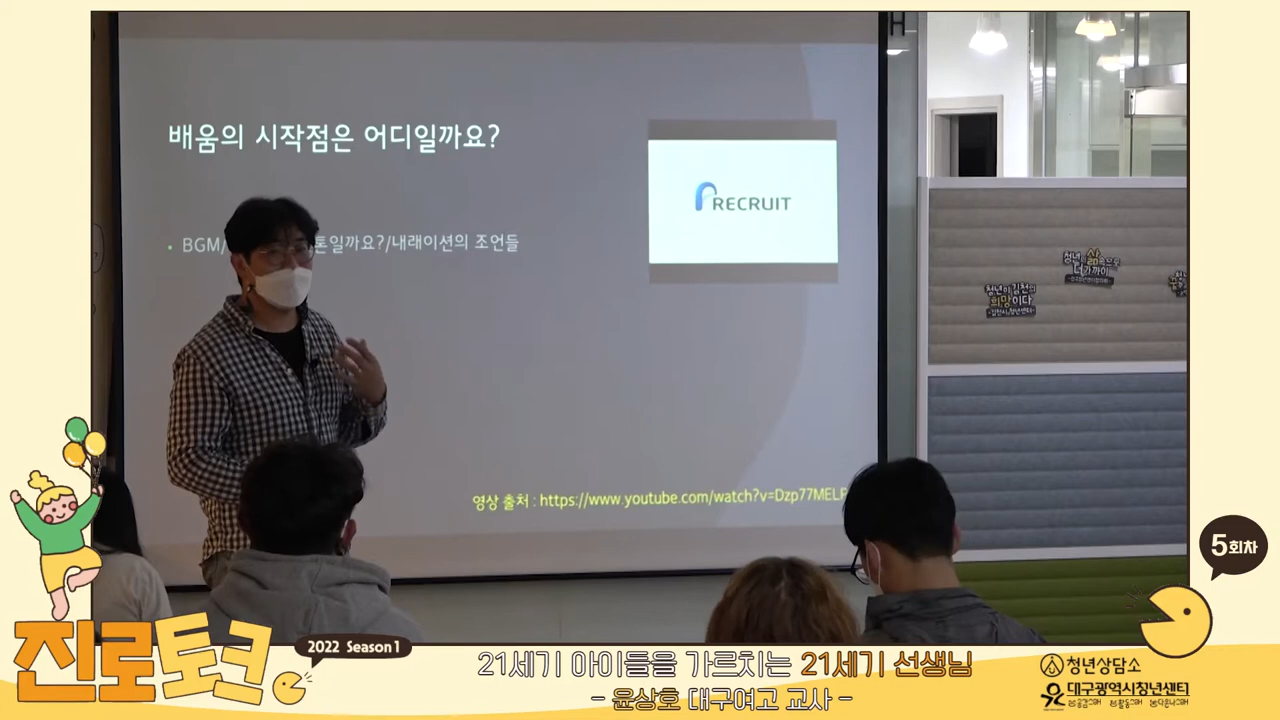 배움의 시작점은 어디일까요?
RECRUIT
• BGM/ 톤일까요?/내래이션의 조언들
청년 삶 속으로
더 가까이
청년이 김천의
희망이다
영상 출처 : https://www.youtube.com/watch?v=Dzp77MELP
5회차
진로토크
2022 Season 1
21세기 아이들을 가르치는 21세기 선생님
- 윤상호 대구여고 교사 -
청년상담소
대구광역시청년센터